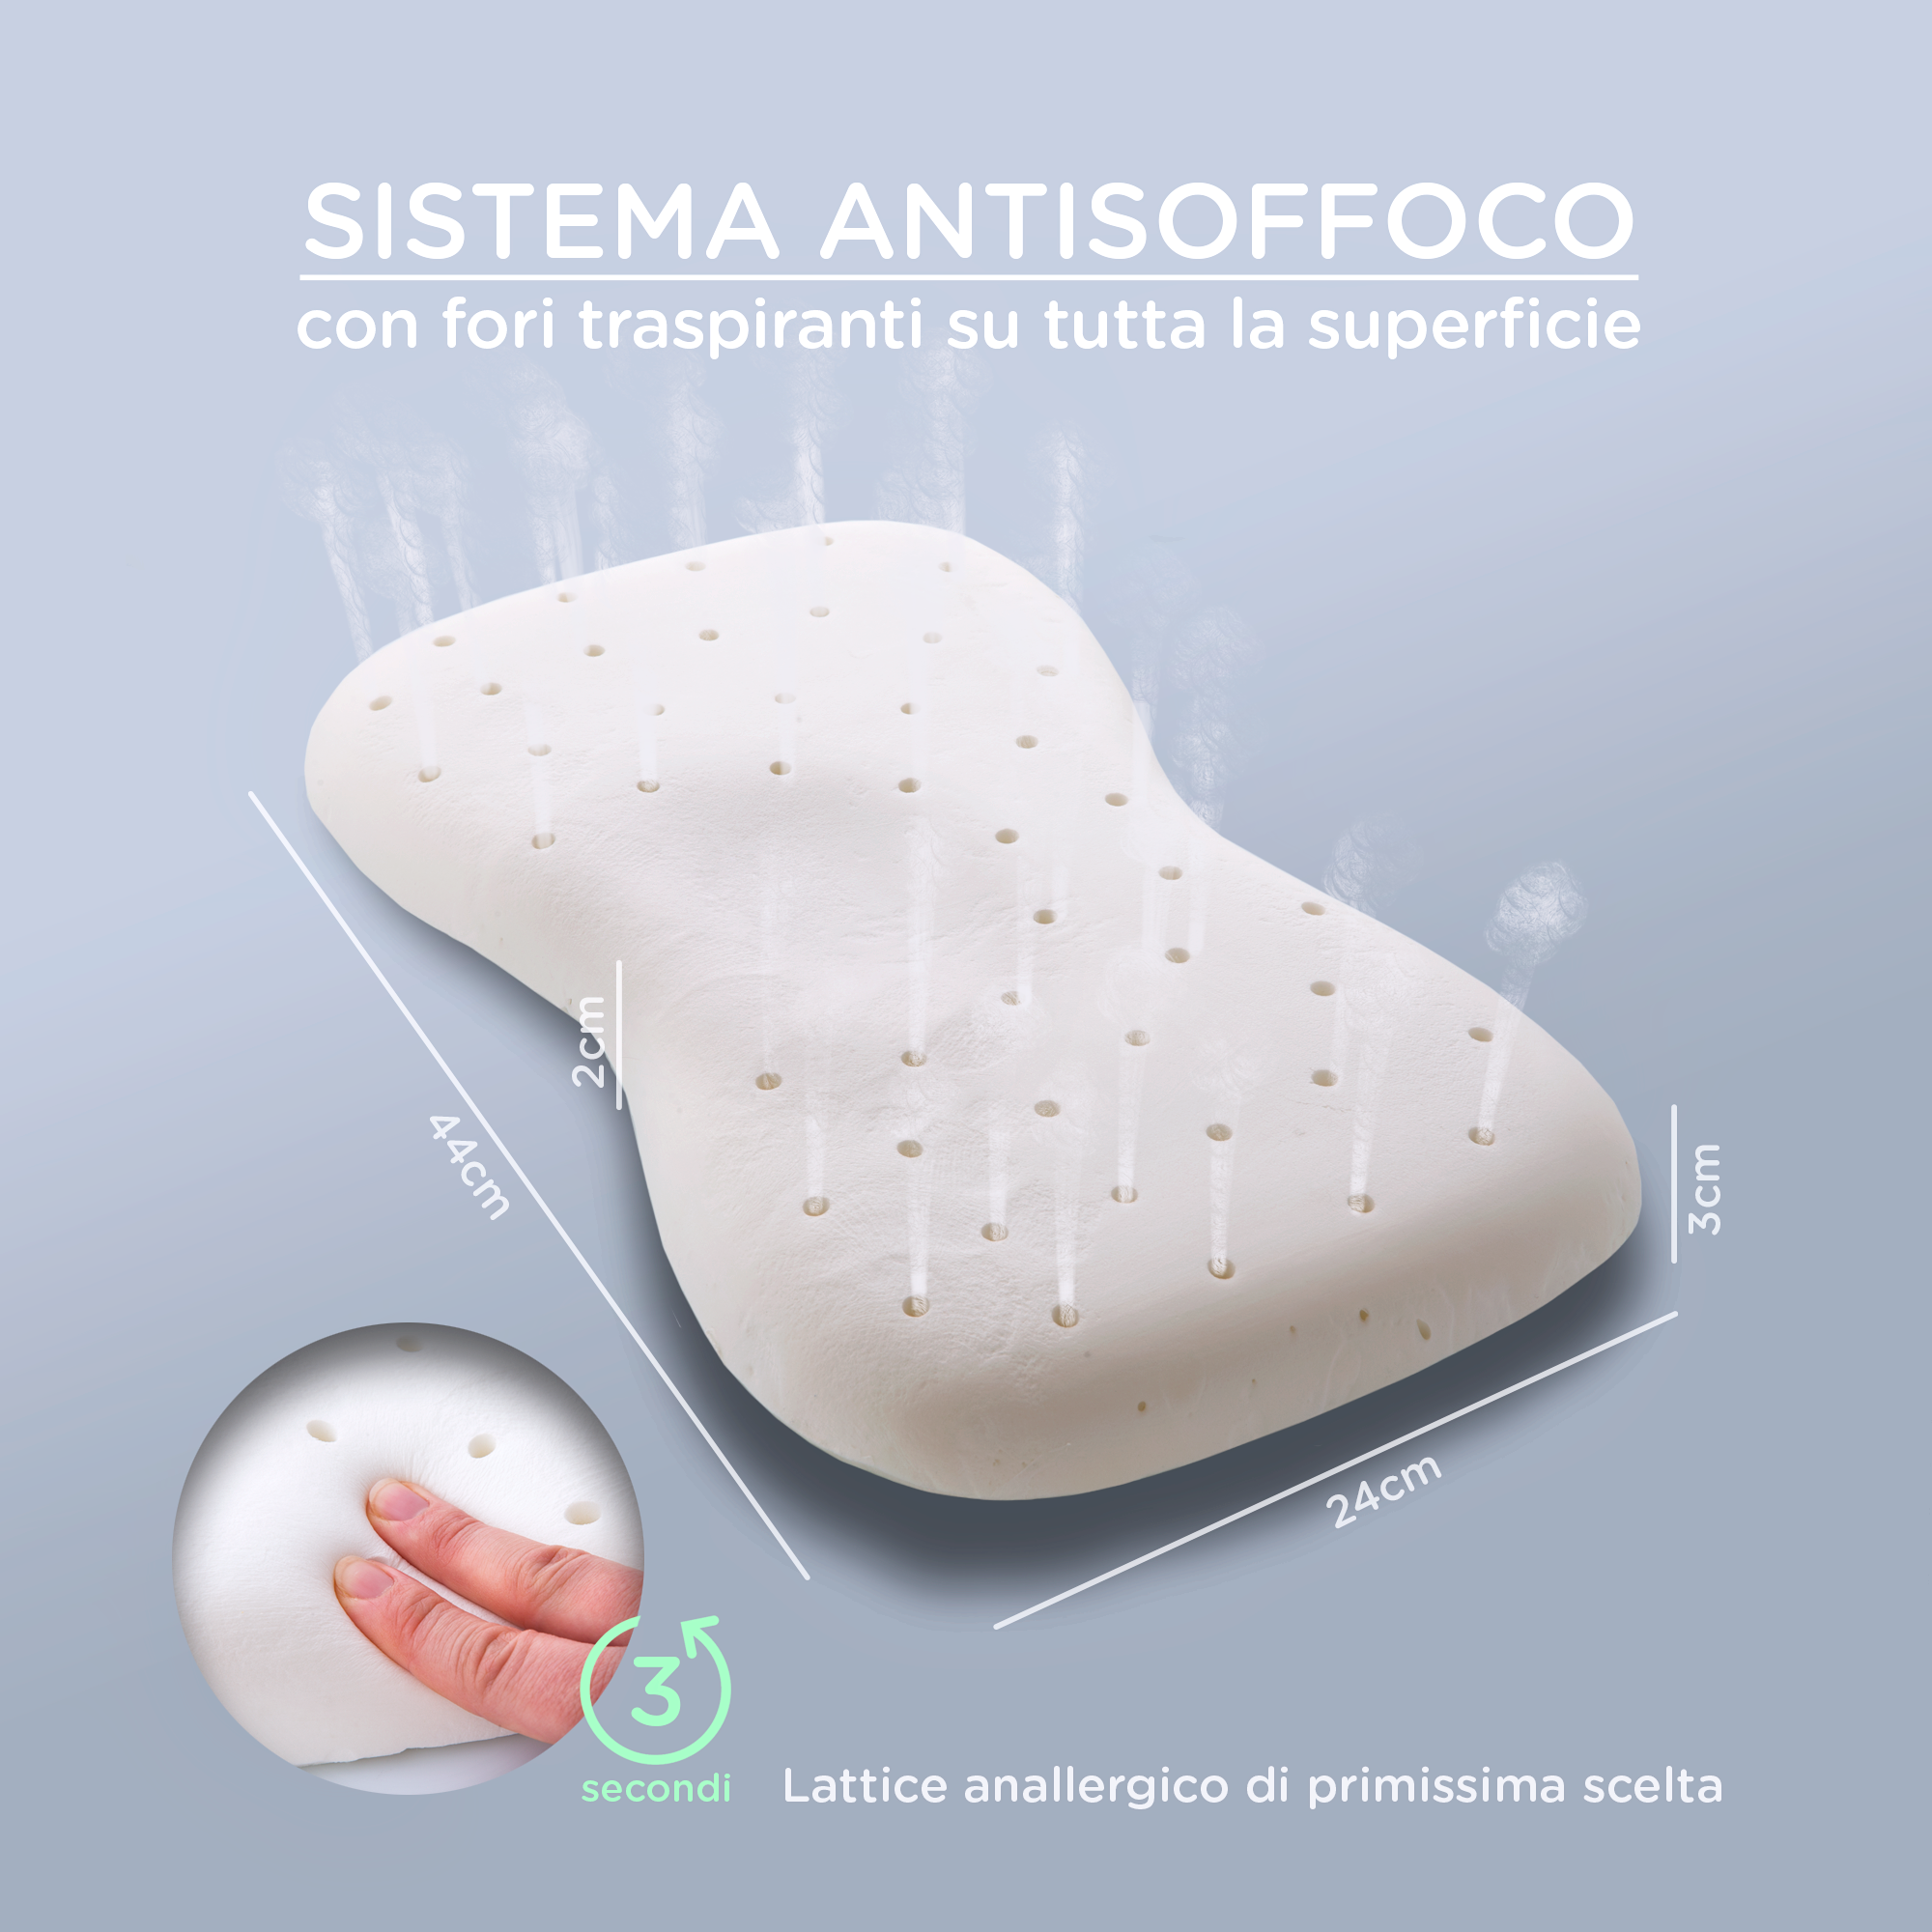 SISTEMA ANTISOFFOCO
con fori traspiranti su tutta la superficie
2cm
44cm
3cm
24cm
3
secondi
Lattice anallergico di primissima scelta